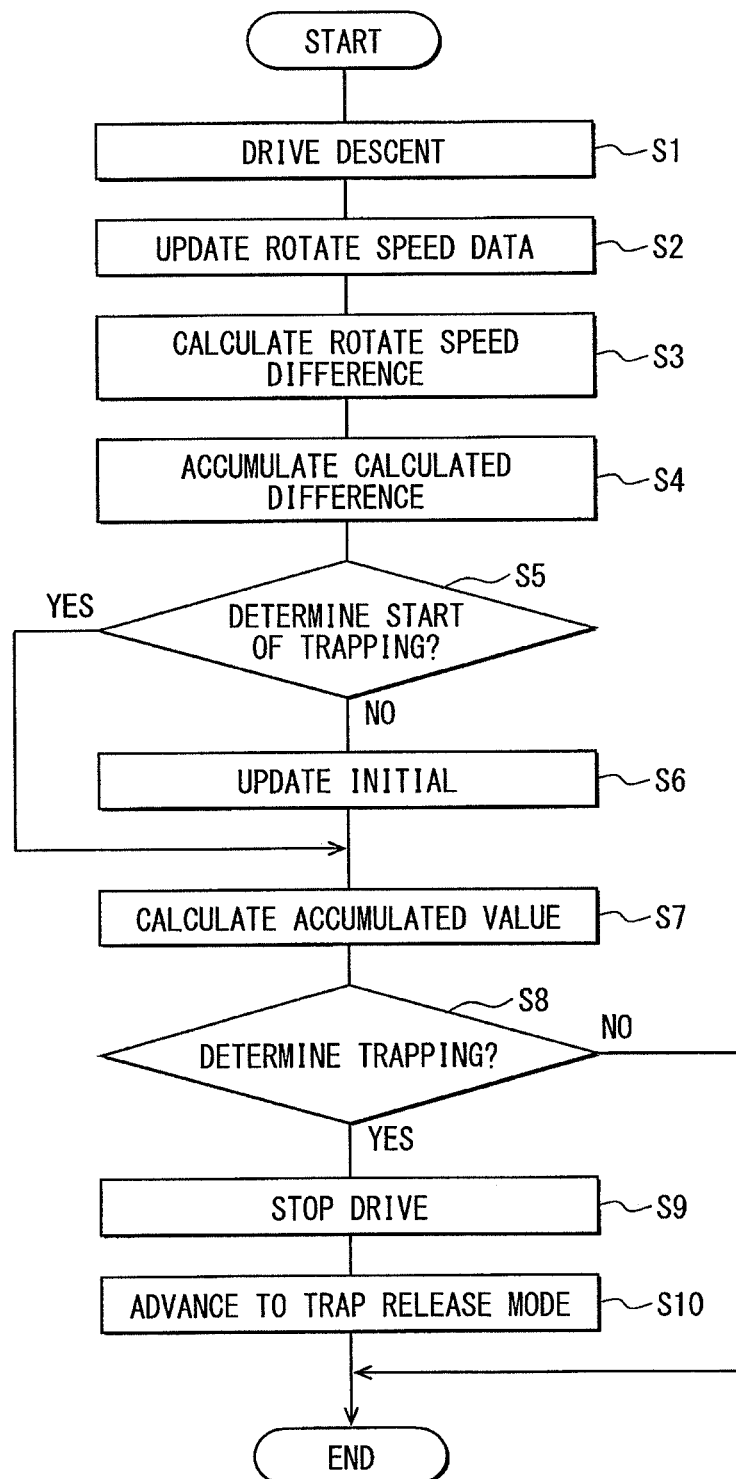 START
DRIVE DESCENT
S1
UPDATE ROTATE SPEED DATA
S2
CALCULATE ROTATE SPEED
DIFFERENCE
S3
ACCUMULATE CALCULATED
DIFFERENCE
S4
S5
YES
DETERMINE START
OF TRAPPING?
NO
UPDATE INITIAL
S6
CALCULATE ACCUMULATED VALUE
S7
S8
NO
DETERMINE TRAPPING?
YES
STOP DRIVE
S9
ADVANCE TO TRAP RELEASE MODE
S10
END